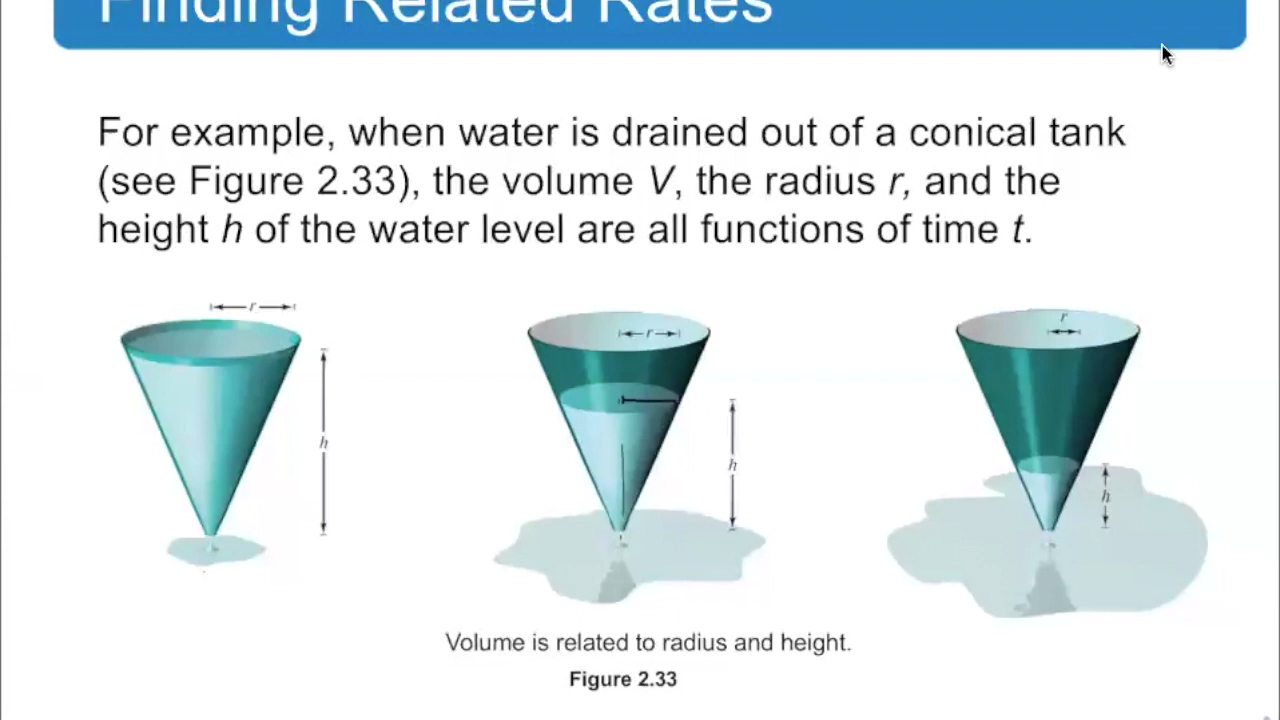 Finding Related Rates
For example, when water is drained out of a conical tank
(see Figure 2.33), the volume V, the radius r, and the
height h of the water level are all functions of time t.
r
h
r
h
r
h
Volume is related to radius and height.
Figure 2.33